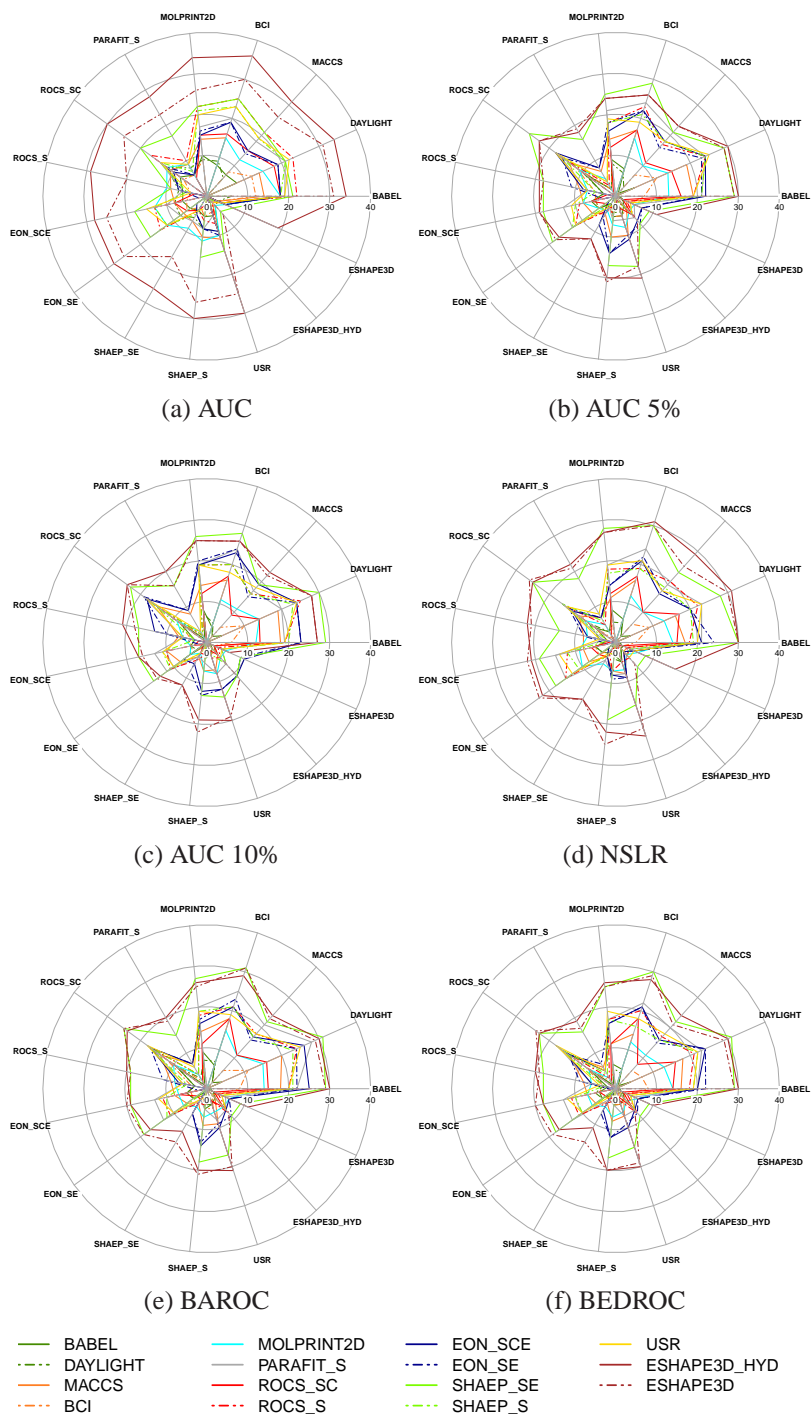 MOLPRINT2D
BCI
MACCS
DAYLIGHT
BABEL
ESHAPE3D
ESHAPE3D_HYD
USR
SHAEP_S
SHAEP_SE
EON_SE
EON_SCE
ROCS_S
ROCS_SC
PARAFIT_S
0 10 20 30 40
(a) AUC
MOLPRINT2D
BCI
MACCS
DAYLIGHT
BABEL
ESHAPE3D
ESHAPE3D_HYD
USR
SHAEP_S
SHAEP_SE
EON_SE
EON_SCE
ROCS_S
ROCS_SC
PARAFIT_S
0 10 20 30 40
(b) AUC 5%
MOLPRINT2D
BCI
MACCS
DAYLIGHT
BABEL
ESHAPE3D
ESHAPE3D_HYD
USR
SHAEP_S
SHAEP_SE
EON_SE
EON_SCE
ROCS_S
ROCS_SC
PARAFIT_S
0 10 20 30 40
(c) AUC 10%
MOLPRINT2D
BCI
MACCS
DAYLIGHT
BABEL
ESHAPE3D
ESHAPE3D_HYD
USR
SHAEP_S
SHAEP_SE
EON_SE
EON_SCE
ROCS_S
ROCS_SC
PARAFIT_S
0 10 20 30 40
(d) NSLR
MOLPRINT2D
BCI
MACCS
DAYLIGHT
BABEL
ESHAPE3D
ESHAPE3D_HYD
USR
SHAEP_S
SHAEP_SE
EON_SE
EON_SCE
ROCS_S
ROCS_SC
PARAFIT_S
0 10 20 30 40
(e) BAROC
MOLPRINT2D
BCI
MACCS
DAYLIGHT
BABEL
ESHAPE3D
ESHAPE3D_HYD
USR
SHAEP_S
SHAEP_SE
EON_SE
EON_SCE
ROCS_S
ROCS_SC
PARAFIT_S
0 10 20 30 40
(f) BEDROC
BABEL MOLPRINT2D EON_SCE USR
DAYLIGHT PARAFIT_S EON_SE ESHAPE3D_HYD
MACCS ROCS_SC SHAEP_SE ESHAPE3D
BCI ROCS_S SHAEP_S